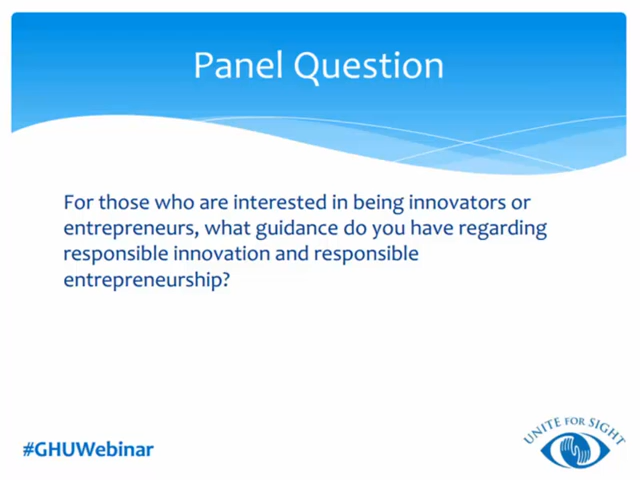 Panel Question
For those who are interested in being innovators or
entrepreneurs, what guidance do you have regarding
responsible innovation and responsible
entrepreneurship?
#GHUWebinar
UNITE FOR SIGHT